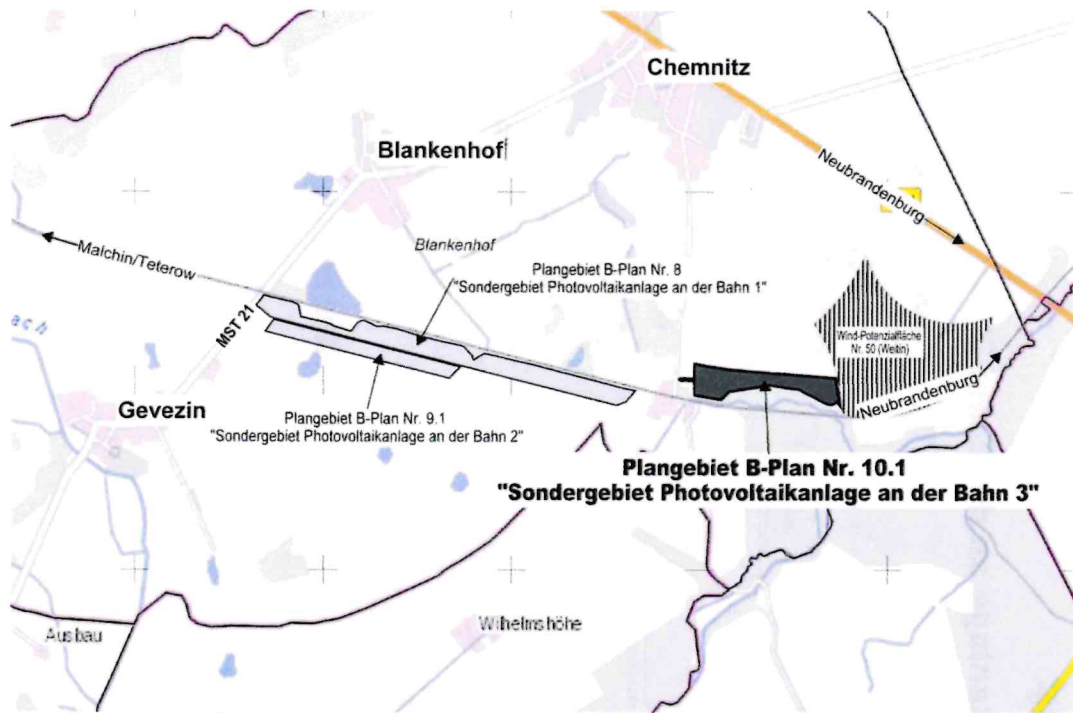 Chemnitz
Blankenhof
Neubrandenburg
Blankenhof
Malchin/Teterow
Plangebiet B-Plan Nr. 8
"Sondergebiet Photovoltaikanlage an der Bahn 1"
MST 21
Wind-Potenzialfläche
Nr. 50 (Weitin)
ach
Neubrandenburg
Gevezin
Plangebiet B-Plan Nr. 9.1
"Sondergebiet Photovoltaikanlage an der Bahn 2"
Plangebiet B-Plan Nr. 10.1
"Sondergebiet Photovoltaikanlage an der Bahn 3"
Wilhelmshöhe
Ausbau